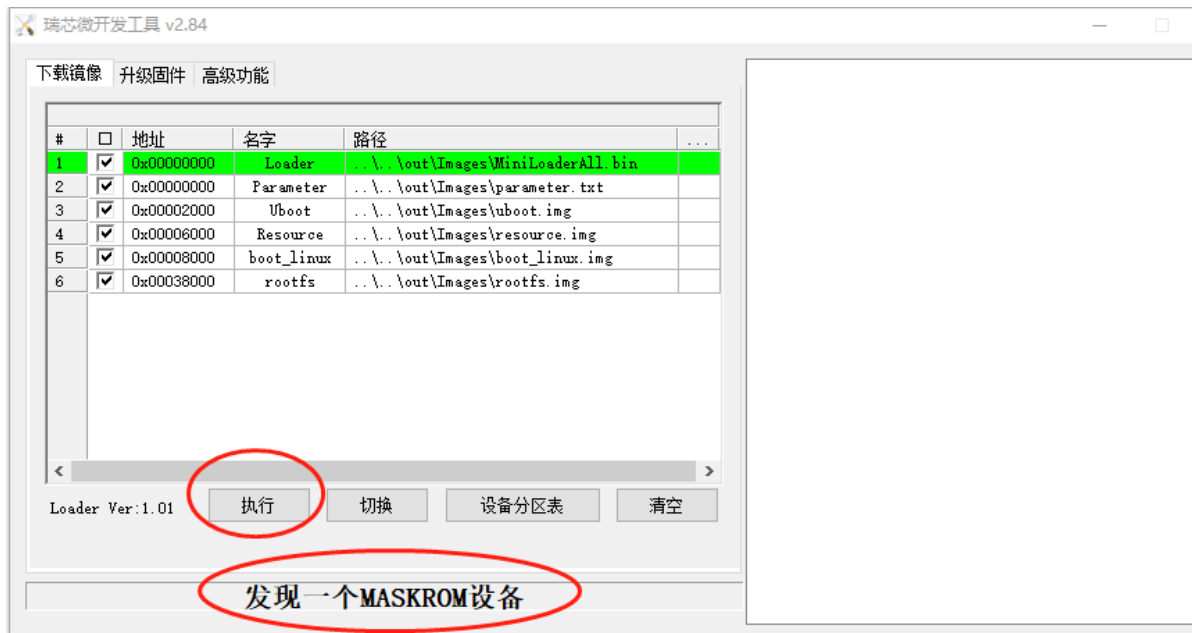 瑞芯微开发工具 v2.84
下载镜像 升级固件 高级功能
# 地址 名字 路径 ...
1 0x00000000 Loader ..\..\out\Images\MiniLoaderAll.bin
2 0x00000000 Parameter ..\..\out\Images\parameter.txt
3 0x00002000 Uboot ..\..\out\Images\uboot.img
4 0x00006000 Resource ..\..\out\Images\resource.img
5 0x00008000 boot_linux ..\..\out\Images\boot_linux.img
6 0x00038000 rootfs ..\..\out\Images\rootfs.img
Loader Ver:1.01 执行 切换 设备分区表 清空
发现一个MASKROM设备